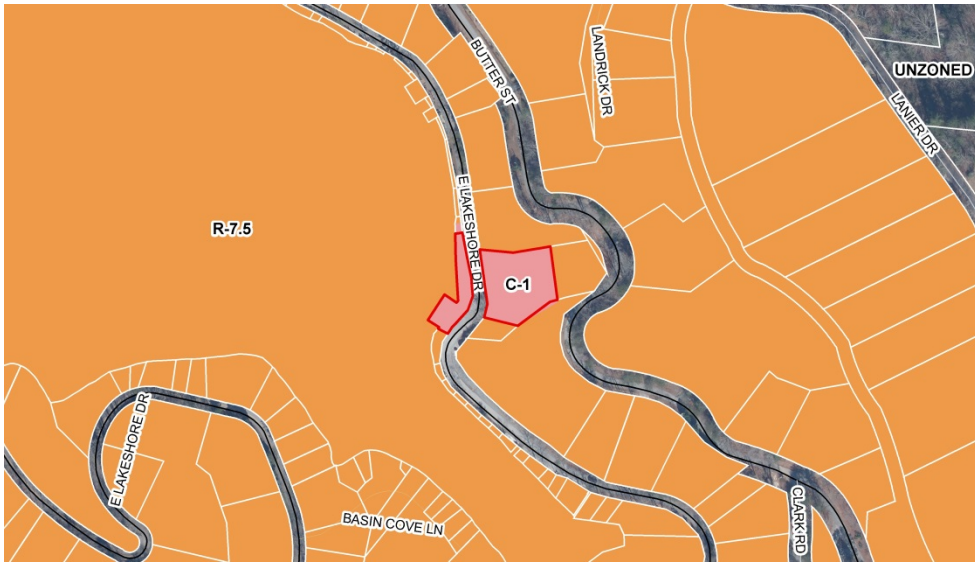 BUTTER ST
LANDRICK DR
UNZONED
LANIER DR
E LAKESHORE DR
R-7.5
C-1
E LAKESHORE DR
BASIN COVE LN
CLARK RD